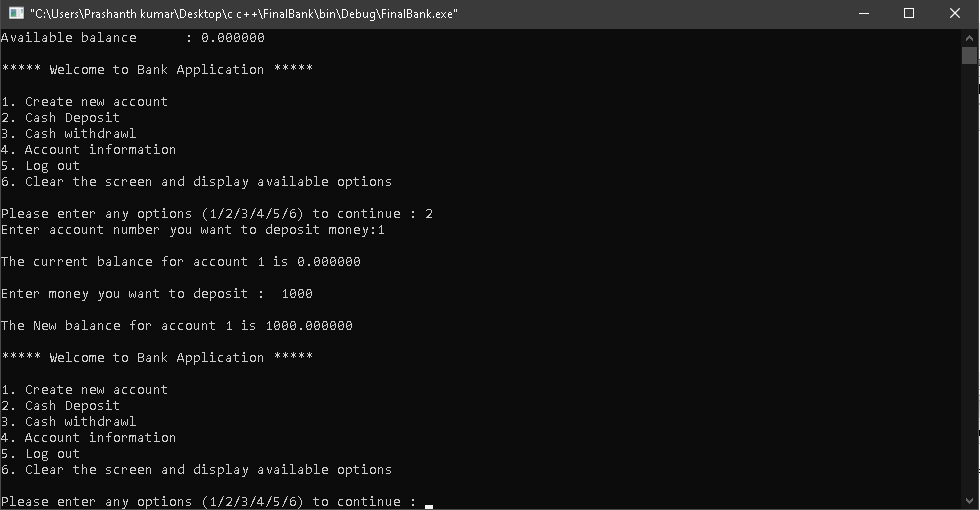 "C:\Users\Prashanth kumar\Desktop\c c++\FinalBank\bin\Debug\FinalBank.exe"
Available balance      : 0.000000
***** Welcome to Bank Application *****
1. Create new account
2. Cash Deposit
3. Cash withdrawl
4. Account information
5. Log out
6. Clear the screen and display available options
Please enter any options (1/2/3/4/5/6) to continue : 2
Enter account number you want to deposit money:1
The current balance for account 1 is 0.000000
Enter money you want to deposit :  1000
The New balance for account 1 is 1000.000000
***** Welcome to Bank Application *****
1. Create new account
2. Cash Deposit
3. Cash withdrawl
4. Account information
5. Log out
6. Clear the screen and display available options
Please enter any options (1/2/3/4/5/6) to continue :